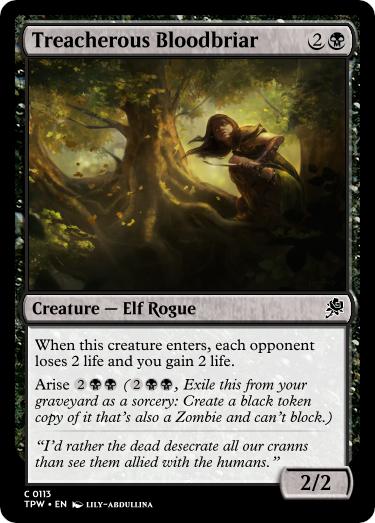 Treacherous Bloodbriar 2
Creature — Elf Rogue
When this creature enters, each opponent
loses 2 life and you gain 2 life.
Arise 2 (2, Exile this from your
graveyard as a sorcery: Create a black token
copy of it that's also a Zombie and can't block.)
“I'd rather the dead desecrate all our cranns
than see them allied with the humans.”
2/2
C 0113
TPW • EN LILY-ABDULLINA